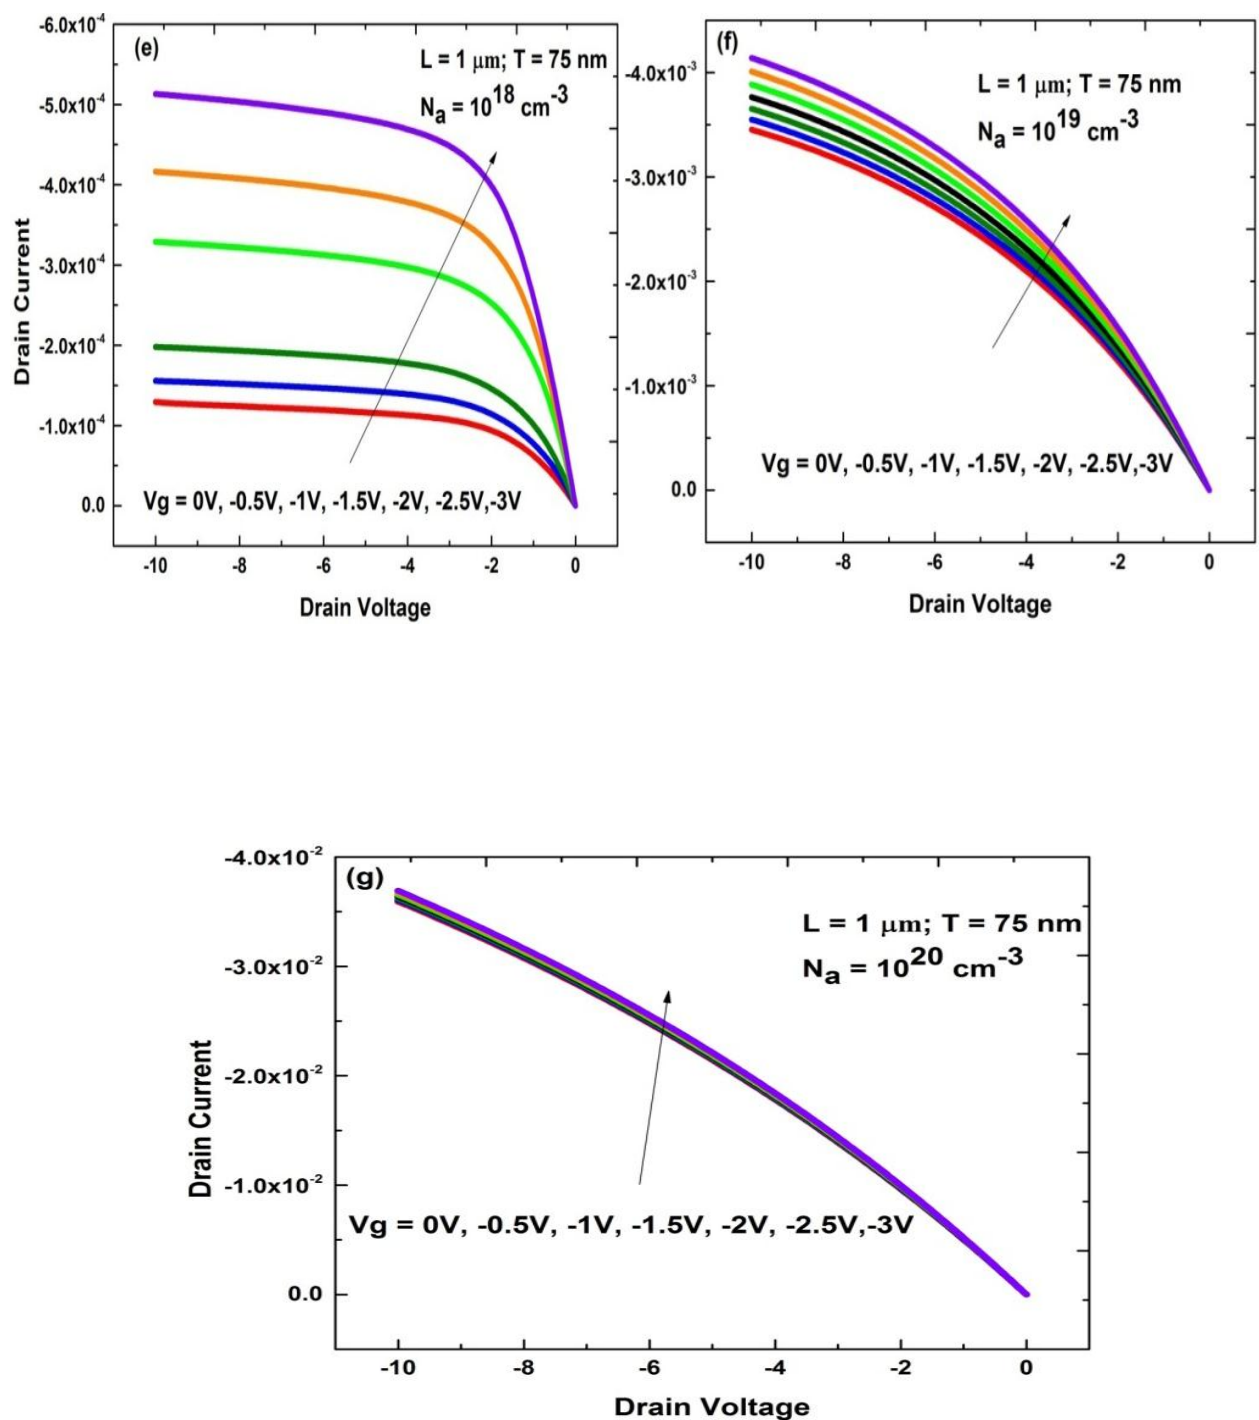 (e)
L = 1 μm; T = 75 nm
Nₐ = 10¹⁸ cm⁻³
-6.0x10⁻⁴
-5.0x10⁻⁴
-4.0x10⁻⁴
-3.0x10⁻⁴
-2.0x10⁻⁴
-1.0x10⁻⁴
0.0
Drain Current
Vg = 0V, -0.5V, -1V, -1.5V, -2V, -2.5V,-3V
-10 -8 -6 -4 -2 0
Drain Voltage
(f)
L = 1 μm; T = 75 nm
Nₐ = 10¹⁹ cm⁻³
-4.0x10⁻³
-3.0x10⁻³
-2.0x10⁻³
-1.0x10⁻³
0.0
Vg = 0V, -0.5V, -1V, -1.5V, -2V, -2.5V,-3V
-10 -8 -6 -4 -2 0
Drain Voltage
(g)
L = 1 μm; T = 75 nm
Nₐ = 10²⁰ cm⁻³
-4.0x10⁻²
-3.0x10⁻²
-2.0x10⁻²
-1.0x10⁻²
0.0
Drain Current
Vg = 0V, -0.5V, -1V, -1.5V, -2V, -2.5V,-3V
-10 -8 -6 -4 -2 0
Drain Voltage